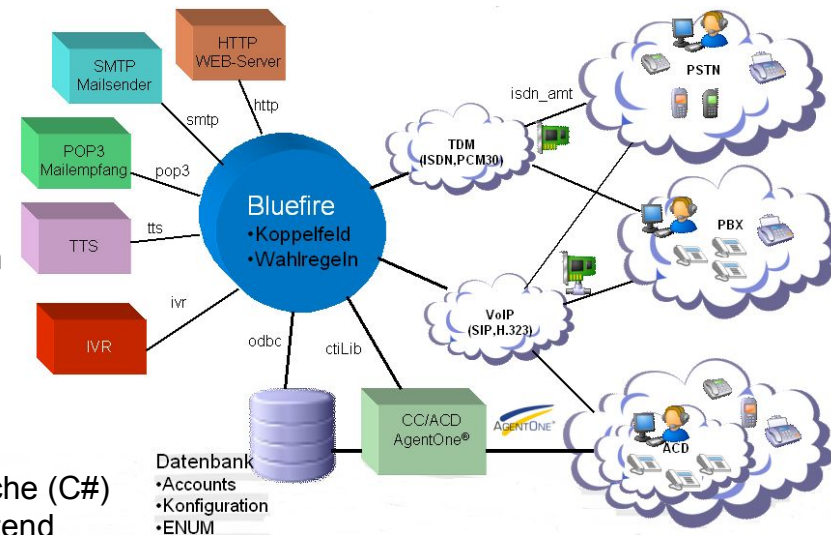 HTTP
WEB-Server
SMTP
Mailsender
http
smtp
POP3
Mailempfang
pop3
TTS
tts
IVR
ivr
Bluefire
•Koppelfeld
•Wahlregeln
isdn_amt
PSTN
TDM
(ISDN,PCM30)
PBX
VoIP
(SIP,H.323)
odbc
ctiLib
CC/ACD
AgentOne®
AGENTONE®
ACD
Datenbank
•Accounts
•Konfiguration
•ENUM
che (C#)
rend